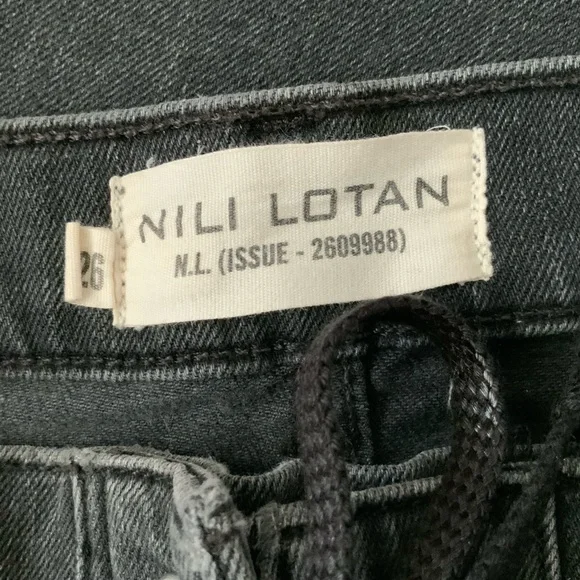 NILI LOTAN
N.L. (ISSUE - 2609988)
26